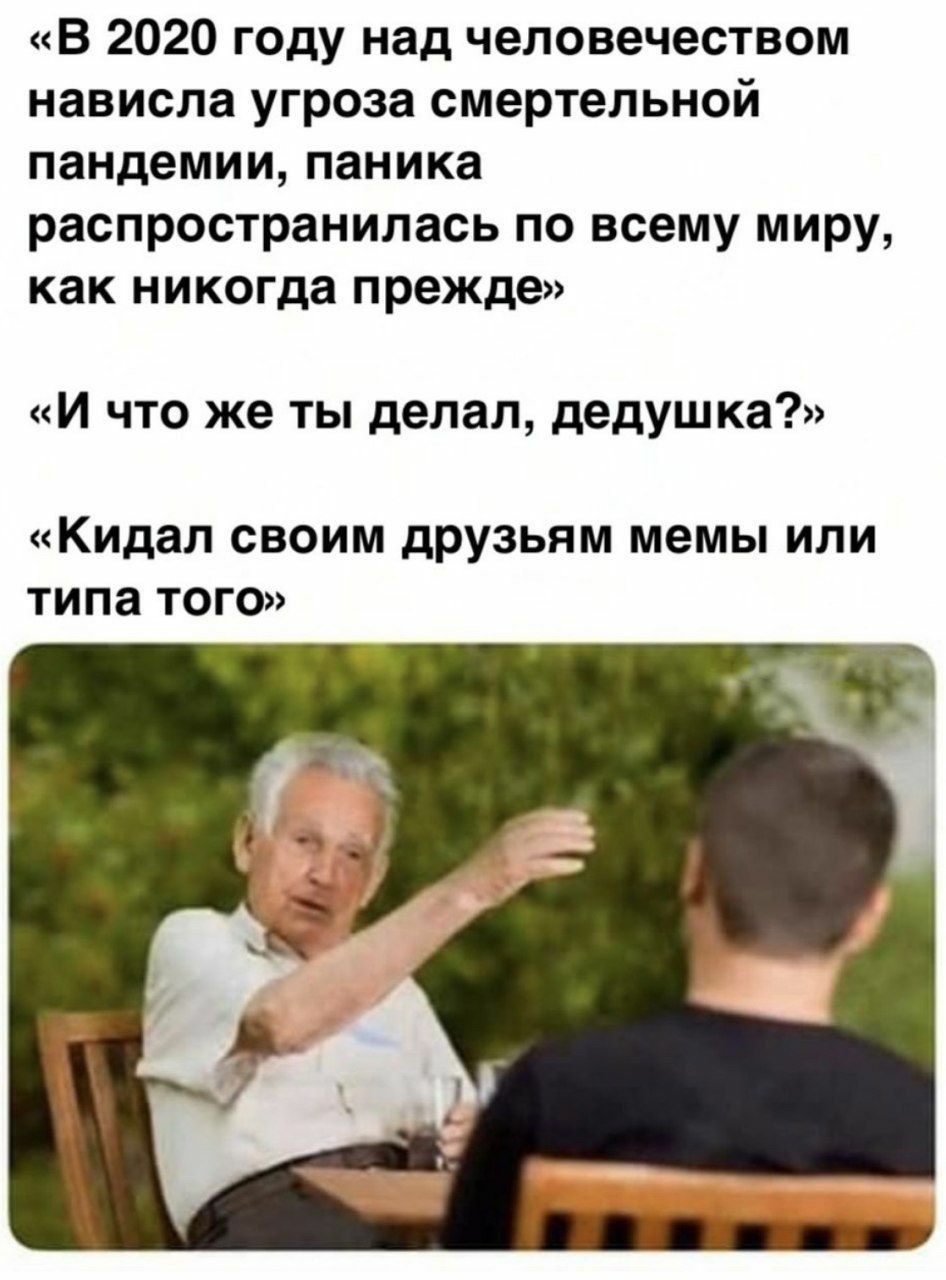 «В 2020 году над человечеством
нависла угроза смертельной
пандемии, паника
распространилась по всему миру,
как никогда прежде»
«И что же ты делал, дедушка?»
«Кидал своим друзьям мемы или
типа того»